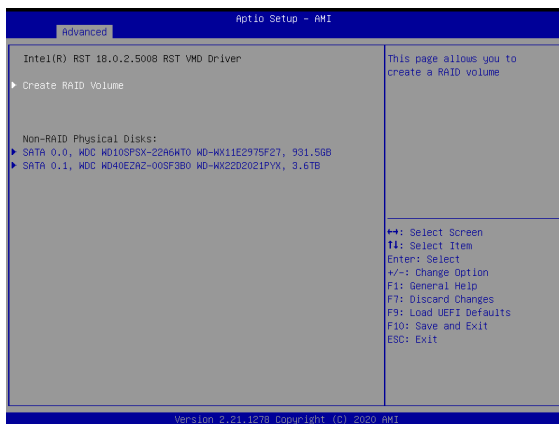 Aptio Setup - AMI
Advanced
Intel(R) RST 18.0.2.5008 RST VMD Driver
This page allows you to
create a RAID volume
Create RAID Volume
Non-RAID Physical Disks:
SATA 0.0, WDC WD10SPSX-22A6WT0 WD-WX11E2975F27, 931.5GB
SATA 0.1, WDC WD40EZAZ-00SF3B0 WD-WX22D2021PYX, 3.6TB
↔: Select Screen
↑↓: Select Item
Enter: Select
+/-: Change Option
F1: General Help
F7: Discard Changes
F9: Load UEFI Defaults
F10: Save and Exit
ESC: Exit
Version 2.21.1278 Copyright (C) 2020 AMI